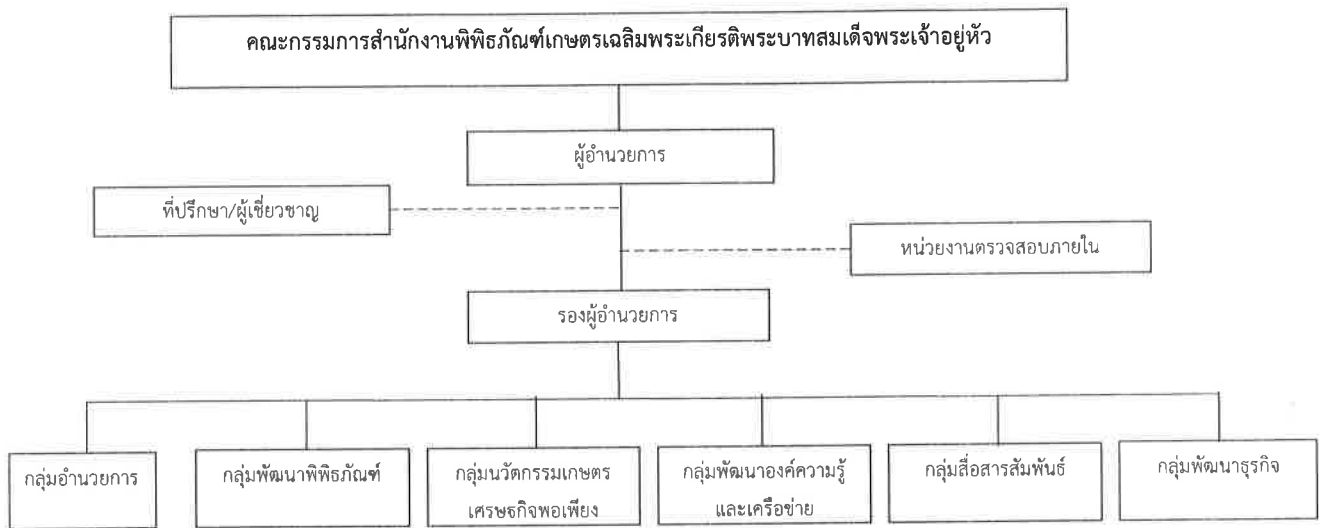 คณะกรรมการสำนักงานพิพิธภัณฑ์เกษตรเฉลิมพระเกียรติพระบาทสมเด็จพระเจ้าอยู่หัว
ผู้อำนวยการ
ที่ปรึกษา/ผู้เชี่ยวชาญ
หน่วยงานตรวจสอบภายใน
รองผู้อำนวยการ
กลุ่มอำนวยการ
กลุ่มพัฒนาพิพิธภัณฑ์
กลุ่มนวัตกรรมเกษตร
เศรษฐกิจพอเพียง
กลุ่มพัฒนาองค์ความรู้
และเครือข่าย
กลุ่มสื่อสารสัมพันธ์
กลุ่มพัฒนาธุรกิจ